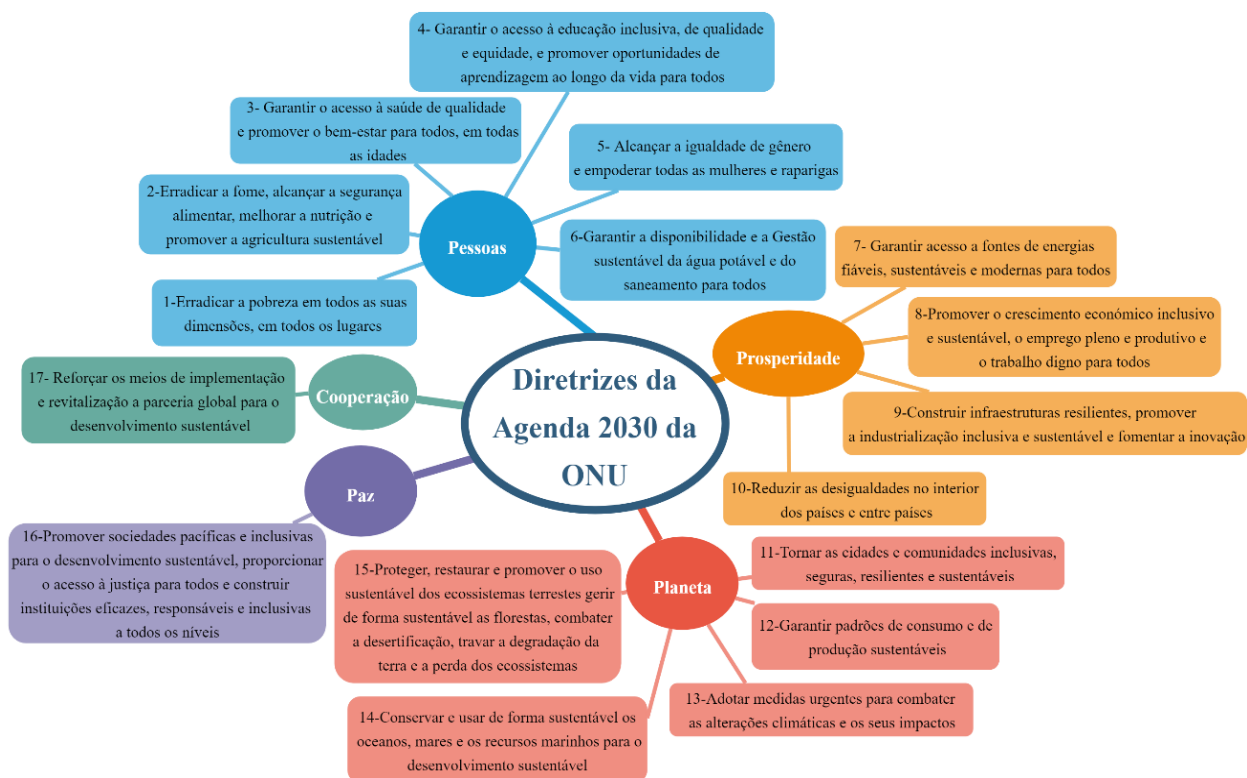 4- Garantir o acesso à educação inclusiva, de qualidade
e equidade, e promover oportunidades de
aprendizagem ao longo da vida para todos
3- Garantir o acesso à saúde de qualidade
e promover o bem-estar para todos, em todas
as idades
5- Alcançar a igualdade de gênero
e empoderar todas as mulheres e raparigas
2-Erradicar a fome, alcançar a segurança
alimentar, melhorar a nutrição e
promover a agricultura sustentável
Pessoas
6-Garantir a disponibilidade e a Gestão
sustentável da água potável e do
saneamento para todos
1-Erradicar a pobreza em todos as suas
dimensões, em todos os lugares
7- Garantir acesso a fontes de energias
fiáveis, sustentáveis e modernas para todos
8-Promover o crescimento económico inclusivo
e sustentável, o emprego pleno e produtivo e
o trabalho digno para todos
Prosperidade
9-Construir infraestruturas resilientes, promover
a industrialização inclusiva e sustentável e fomentar a inovação
10-Reduzir as desigualdades no interior
dos países e entre países
17- Reforçar os meios de implementação
e revitalização a parceria global para o
desenvolvimento sustentável
Cooperação
Diretrizes da
Agenda 2030 da
ONU
Paz
16-Promover sociedades pacíficas e inclusivas
para o desenvolvimento sustentável, proporcionar
o acesso à justiça para todos e construir
instituições eficazes, responsáveis e inclusivas
a todos os níveis
15-Proteger, restaurar e promover o uso
sustentável dos ecossistemas terrestes gerir
de forma sustentável as florestas, combater
a desertificação, travar a degradação da
terra e a perda dos ecossistemas
Planeta
11-Tornar as cidades e comunidades inclusivas,
seguras, resilientes e sustentáveis
12-Garantir padrões de consumo e de
produção sustentáveis
13-Adotar medidas urgentes para combater
as alterações climáticas e os seus impactos
14-Conservar e usar de forma sustentável os
oceanos, mares e os recursos marinhos para o
desenvolvimento sustentável